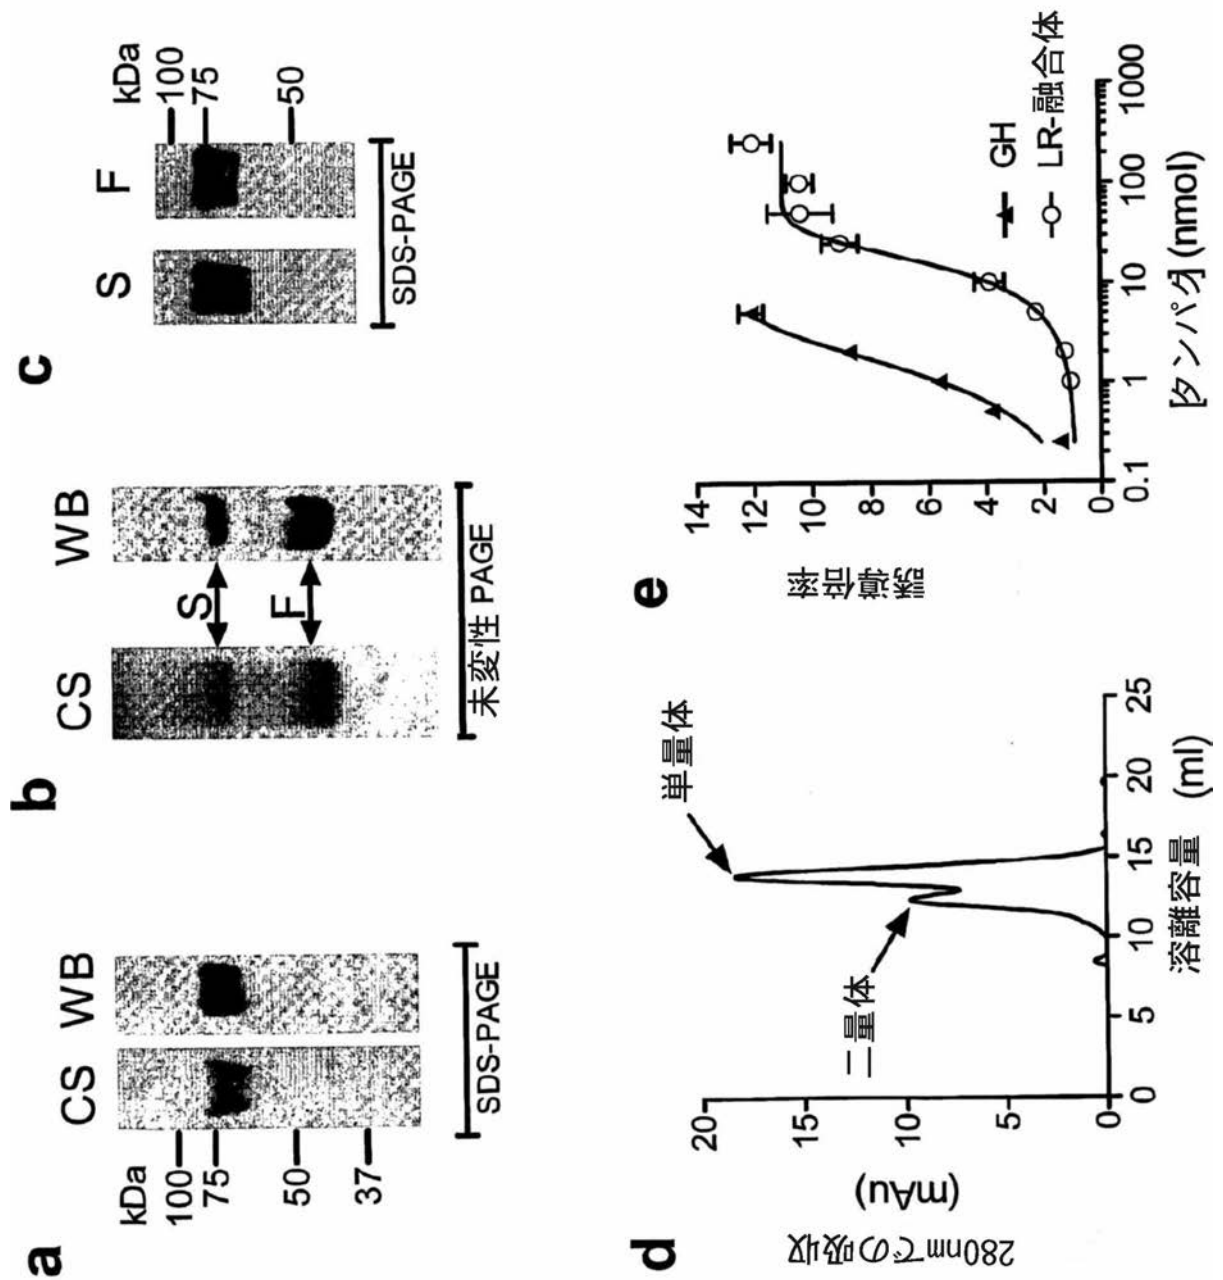 a
CS WB
kDa
100
75
50
37
SDS-PAGE
b
CS WB
S
F
未変性 PAGE
c
S F
kDa
100
75
50
SDS-PAGE
d
280nmでの吸収
(mAu)
20
15
10
5
0
二量体
単量体
0 5 10 15 20 25
溶離容量 (ml)
e
誘導倍率
14
12
10
8
6
4
2
0
GH
LR-融合体
0.1 1 10 100 1000
[タンパク] (nmol)